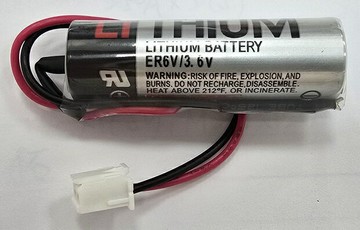 LITHIUM
LITHIUM BATTERY
ER6V/3.6V
WARNING: RISK OF FIRE, EXPLOSION, AND
BURNS. DO NOT RECHARGE, DISASSEMBLE.
HEAT ABOVE 212°F. OR INCINERATE.